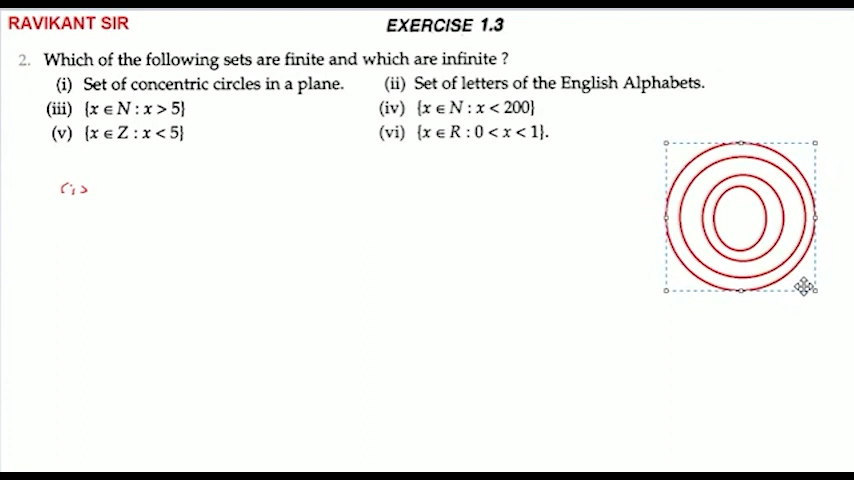 RAVIKANT SIR
EXERCISE 1.3
2. Which of the following sets are finite and which are infinite ?
(i) Set of concentric circles in a plane. (ii) Set of letters of the English Alphabets.
(iii) {x ∈ N : x > 5} (iv) {x ∈ N : x < 200}
(v) {x ∈ Z : x < 5} (vi) {x ∈ R : 0 < x < 1}.
(i)